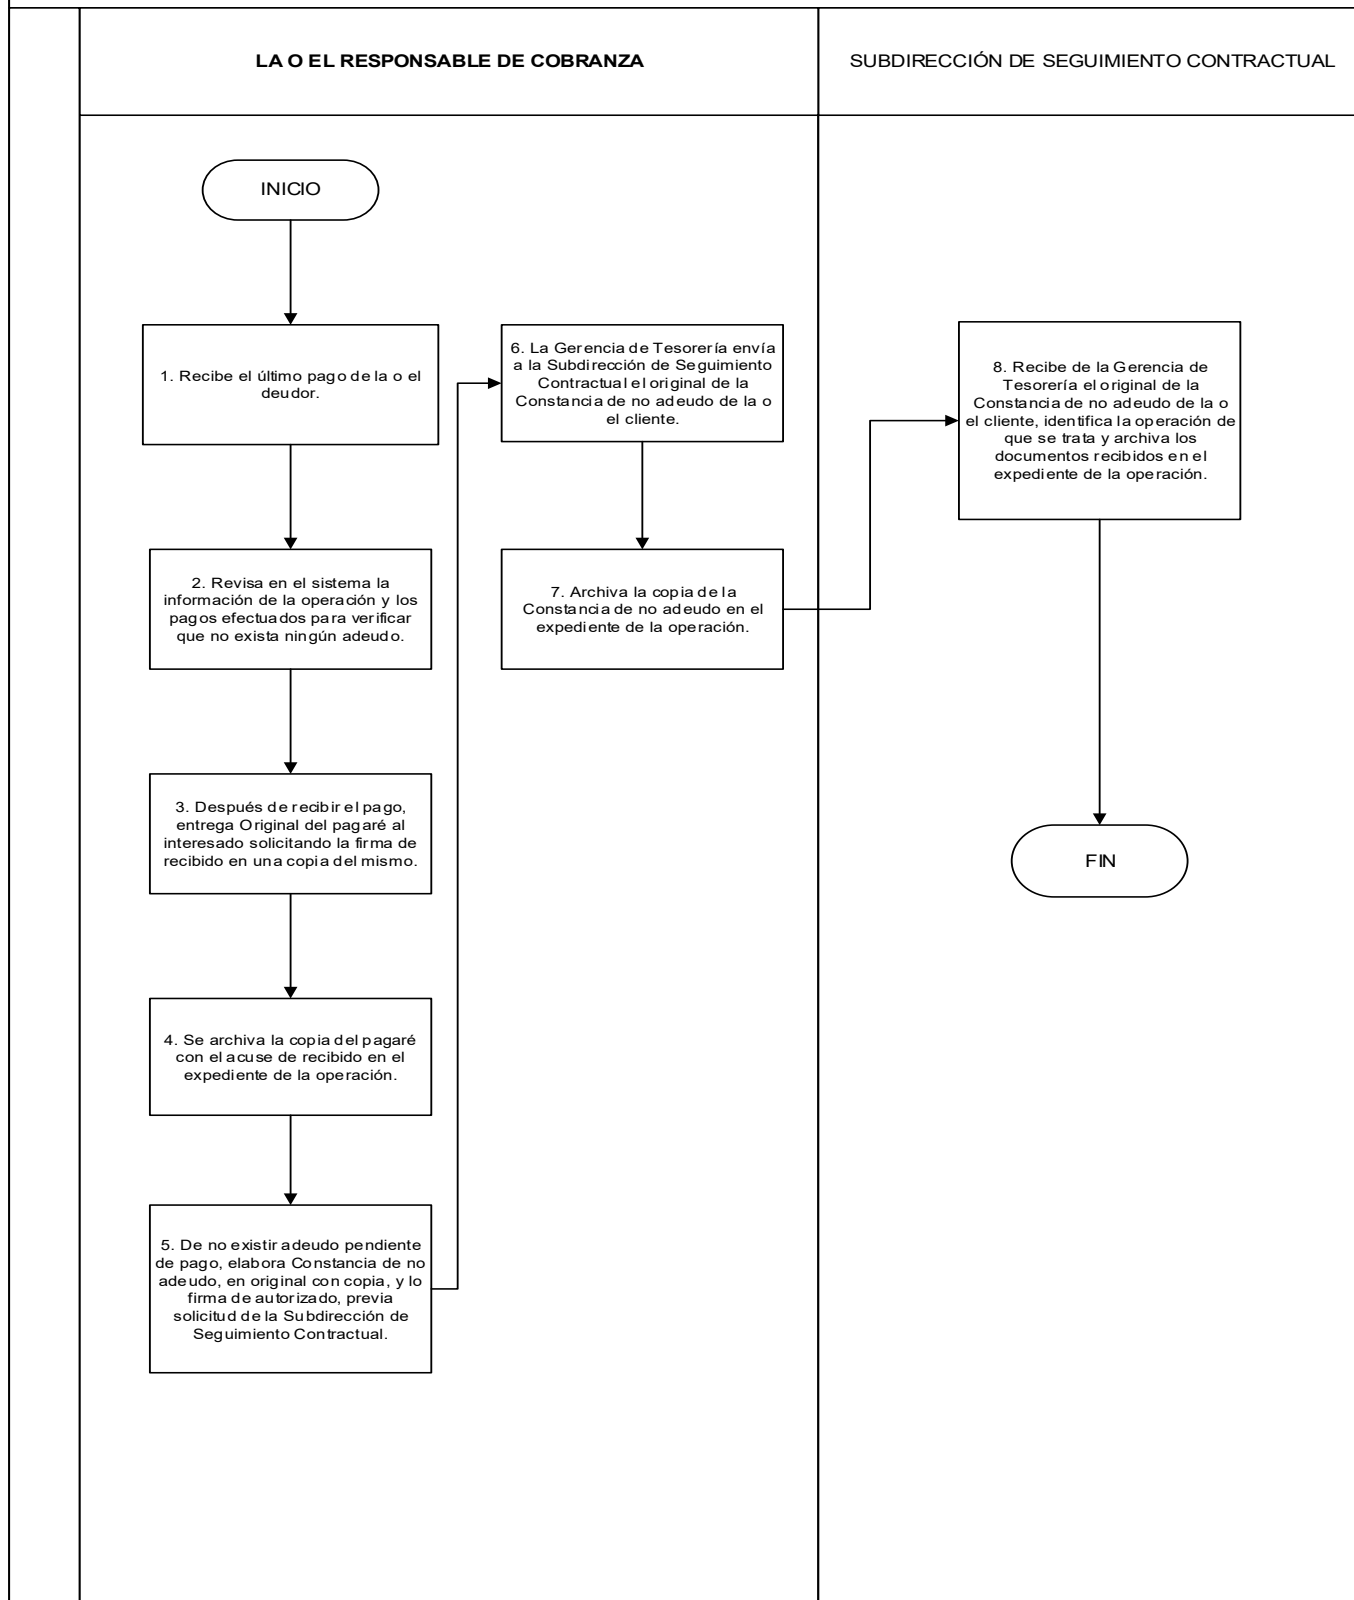 LA O EL RESPONSABLE DE COBRANZA
SUBDIRECCIÓN DE SEGUIMIENTO CONTRACTUAL
INICIO
1. Recibe el último pago de la o el
deudor.
2. Revisa en el sistema la
información de la operación y los
pagos efectuados para verificar
que no exista ningún adeudo.
3. Después de recibir el pago,
entrega Original del pagaré al
interesado solicitando la firma de
recibido en una copia del mismo.
4. Se archiva la copia del pagaré
con el acuse de recibido en el
expediente de la operación.
5. De no existir adeudo pendiente
de pago, elabora Constancia de no
adeudo, en original con copia, y lo
firma de autorizado, previa
solicitud de la Subdirección de
Seguimiento Contractual.
6. La Gerencia de Tesorería envía
a la Subdirección de Seguimiento
Contractual el original de la
Constancia de no adeudo de la o
el cliente.
7. Archiva la copia de la
Constancia de no adeudo en el
expediente de la operación.
8. Recibe de la Gerencia de
Tesorería el original de la
Constancia de no adeudo de la o
el cliente, identifica la operación de
que se trata y archiva los
documentos recibidos en el
expediente de la operación.
FIN